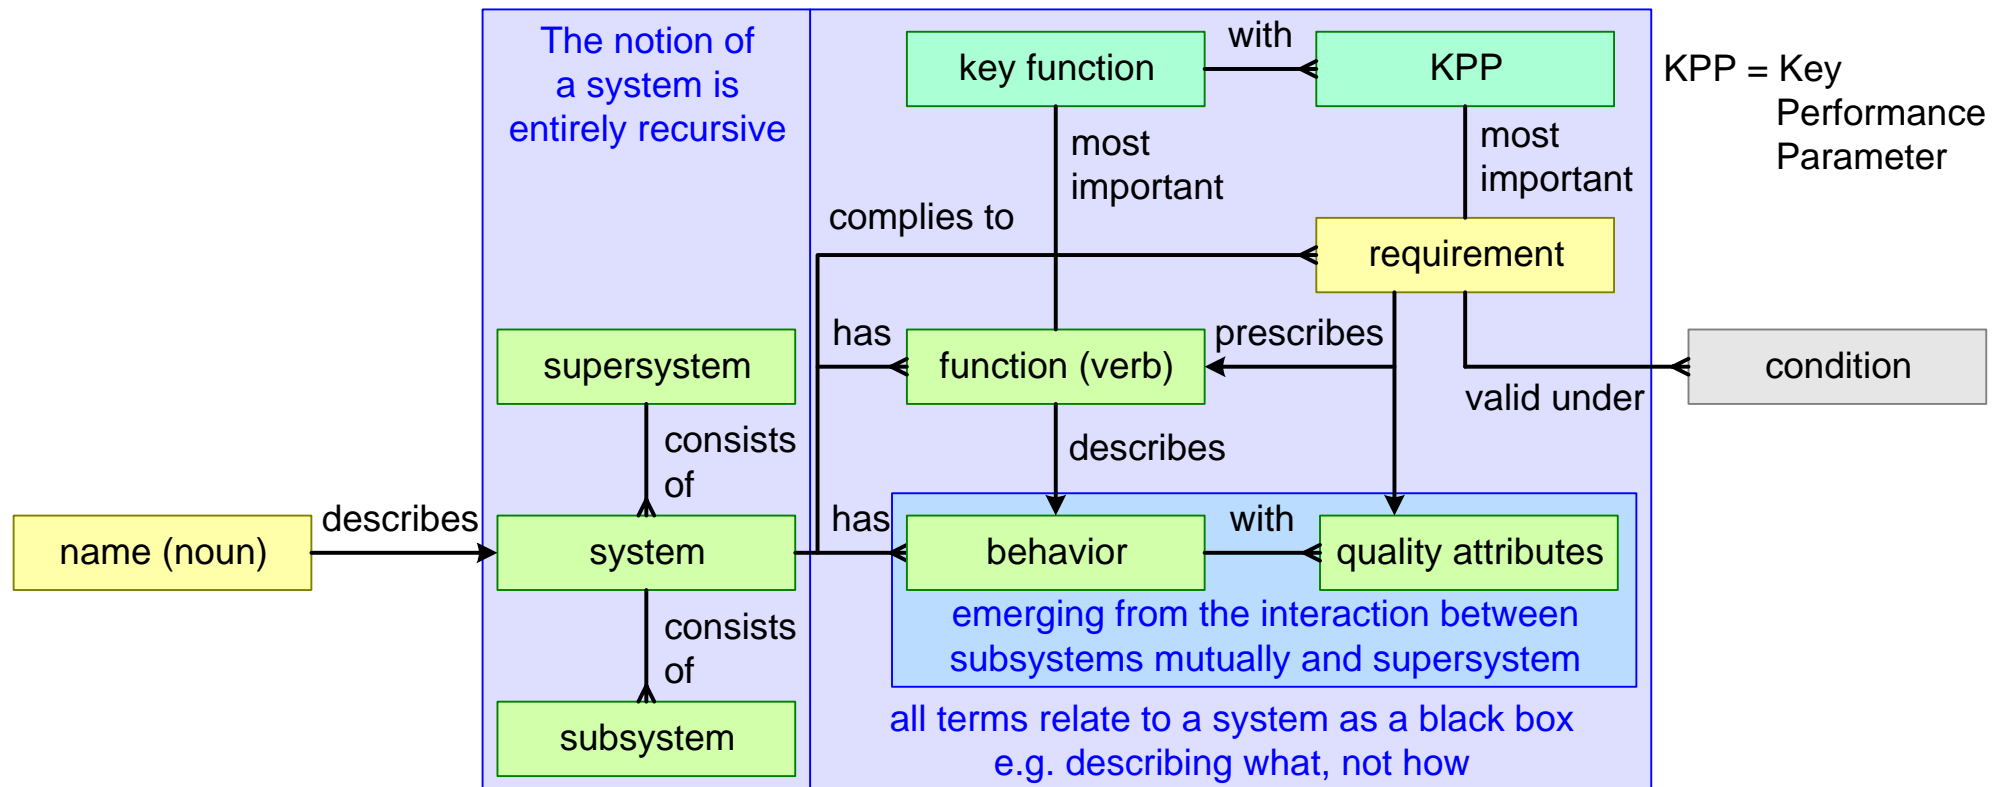 The notion of
a system is
entirely recursive
key function
with
KPP
KPP = Key
Performance
Parameter
most
important
most
important
complies to
requirement
supersystem
has
function (verb)
prescribes
condition
valid under
consists
of
describes
name (noun)
describes
system
has
behavior
with
quality attributes
emerging from the interaction between
subsystems mutually and supersystem
consists
of
subsystem
all terms relate to a system as a black box
e.g. describing what, not how